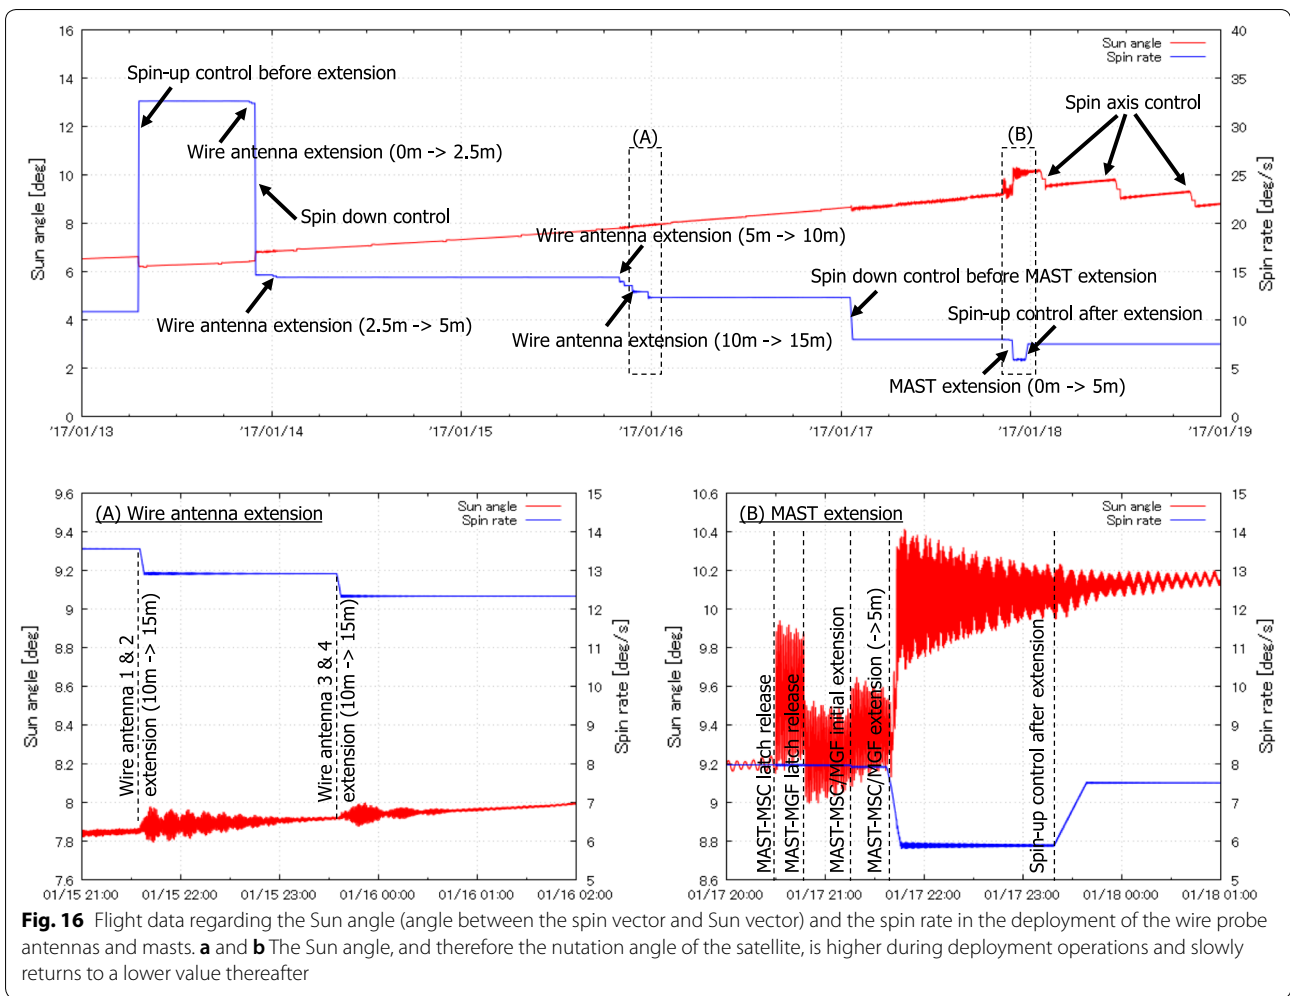 16
14
12
10
8
6
4
2
0
Sun angle [deg]
40
35
30
25
20
15
10
5
0
Spin rate [deg/s]
Sun angle
Spin rate
Spin-up control before extension
Wire antenna extension (0m -> 2.5m)
Spin down control
Wire antenna extension (2.5m -> 5m)
(A)
Wire antenna extension (5m -> 10m)
Wire antenna extension (10m -> 15m)
Spin down control before MAST extension
(B)
Spin axis control
Spin-up control after extension
MAST extension (0m -> 5m)
'17/01/13
'17/01/14
'17/01/15
'17/01/16
'17/01/17
'17/01/18
'17/01/19
(A) Wire antenna extension
Sun angle
Spin rate
9.6
9.4
9.2
9
8.8
8.6
8.4
8.2
8
7.8
7.6
Sun angle [deg]
15
14
13
12
11
10
9
8
7
6
5
Spin rate [deg/s]
Wire antenna 1 & 2
extension (10m -> 15m)
Wire antenna 3 & 4
extension (10m -> 15m)
01/15 21:00
01/15 22:00
01/15 23:00
01/16 00:00
01/16 01:00
01/16 02:00
(B) MAST extension
Sun angle
Spin rate
10.6
10.4
10.2
10
9.8
9.6
9.4
9.2
9
8.8
8.6
Sun angle [deg]
15
14
13
12
11
10
9
8
7
6
5
Spin rate [deg/s]
MAST-MSC latch release
MAST-MGF latch release
MAST-MSC/MGF initial extension
MAST-MSC/MGF extension (->5m)
Spin-up control after extension
01/17 20:00
01/17 21:00
01/17 22:00
01/17 23:00
01/18 00:00
01/18 01:00
Fig. 16 Flight data regarding the Sun angle (angle between the spin vector and Sun vector) and the spin rate in the deployment of the wire probe
antennas and masts. a and b The Sun angle, and therefore the nutation angle of the satellite, is higher during deployment operations and slowly
returns to a lower value thereafter